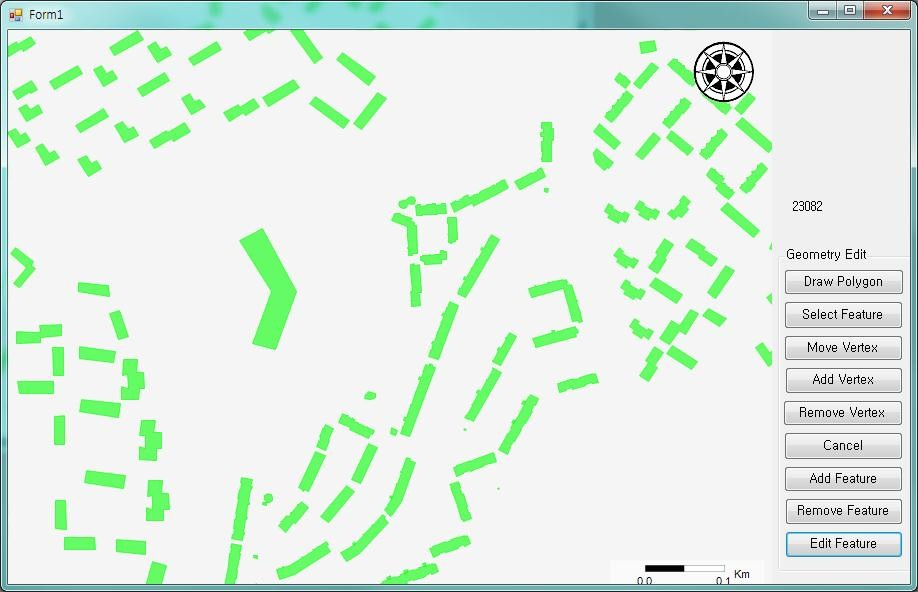 Form1
23082
Geometry Edit
Draw Polygon
Select Feature
Move Vertex
Add Vertex
Remove Vertex
Cancel
Add Feature
Remove Feature
Edit Feature
0.0 0.1 Km